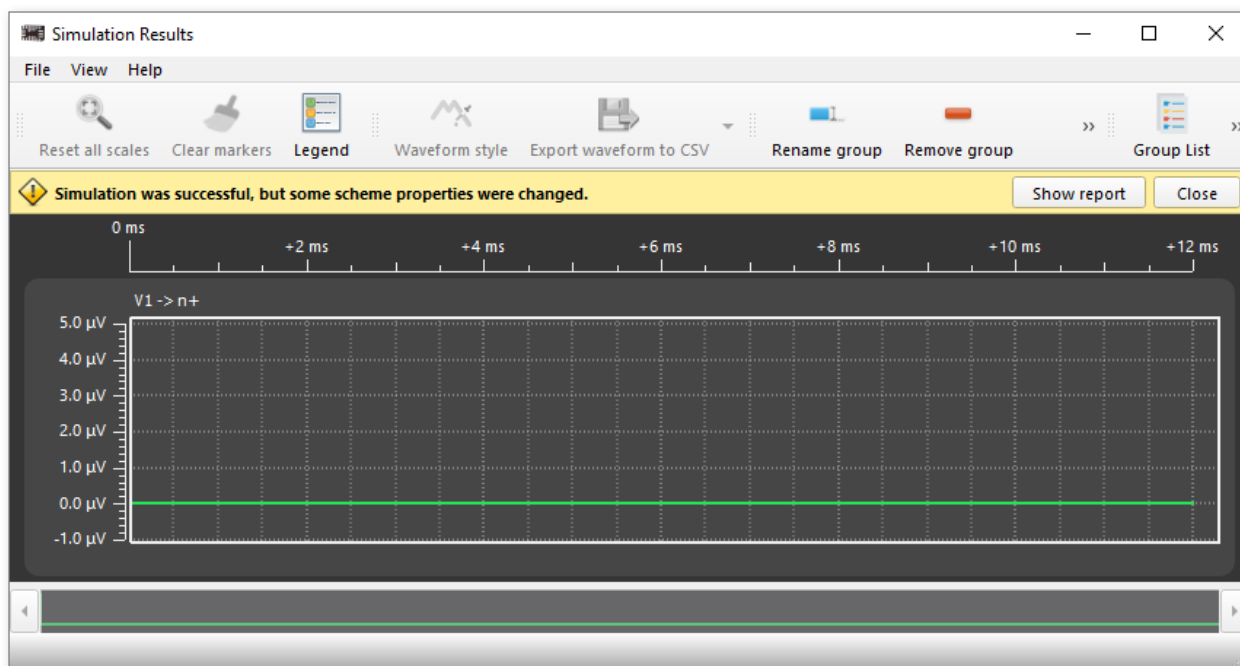 Simulation Results
File View Help
Reset all scales Clear markers Legend Waveform style Export waveform to CSV Rename group Remove group » Group List »
Simulation was successful, but some scheme properties were changed. Show report Close
0 ms +2 ms +4 ms +6 ms +8 ms +10 ms +12 ms
V1 -> n+
5.0 µV
4.0 µV
3.0 µV
2.0 µV
1.0 µV
0.0 µV
-1.0 µV